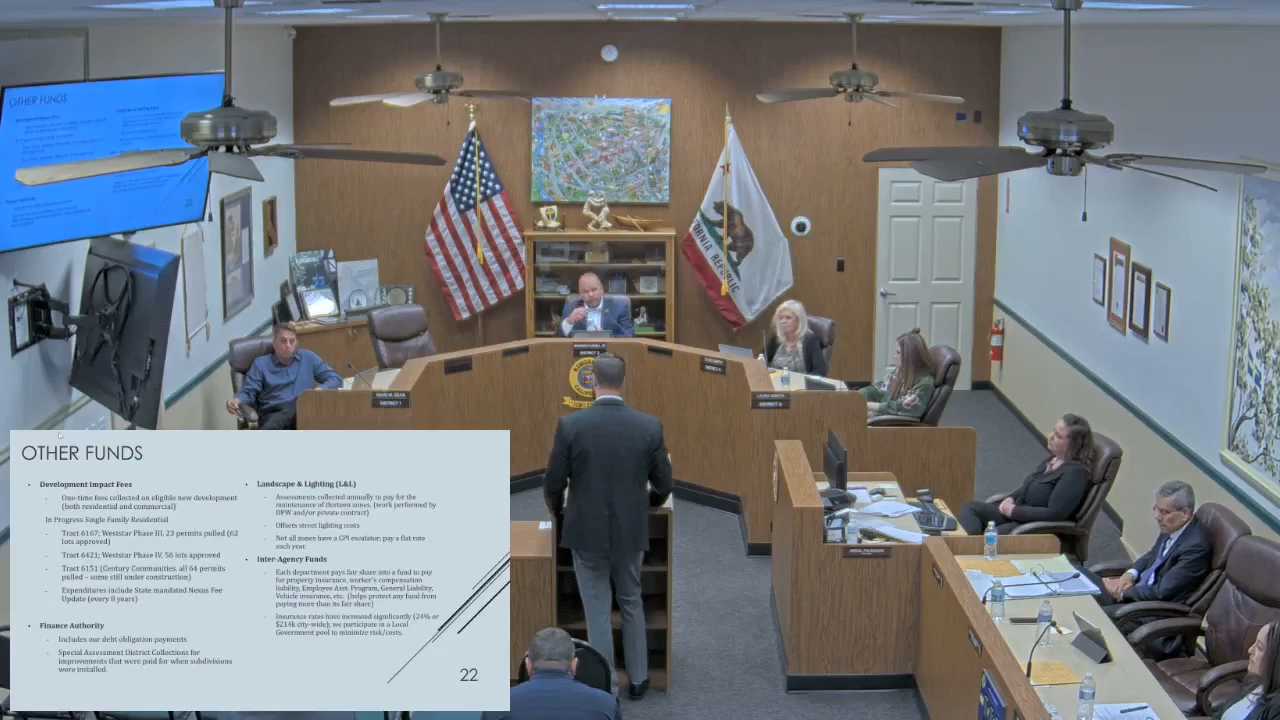 OTHER FUNDS
OTHER FUNDS
• Development Impact Fees
- One-time fees collected on eligible new development
(both residential and commercial)
In Progress Single Family Residential
- Tract 6167; Weststar Phase III, 23 permits pulled (62
lots approved)
- Tract 6421; Weststar Phase IV, 56 lots approved
- Tract 6151 (Century Communities, all 64 permits
pulled – some still under construction)
- Expenditures include State mandated Nexus Fee
Update (every 8 years)
• Finance Authority
- Includes our debt obligation payments
- Special Assessment District Collections for
improvements that were paid for when subdivisions
were installed.
• Landscape & Lighting (L&L)
- Assessments collected annually to pay for the
maintenance of thirteen zones. (work performed by
DPW and/or private contract)
- Offsets street lighting costs
- Not all zones have a CPI escalator; pay a flat rate
each year.
• Inter-Agency Funds
- Each department pays fair share into a fund to pay
for property insurance, worker's compensation
liability, Employee Asst. Program, General Liability,
Vehicle insurance, etc. (helps protect any fund from
paying more than its fair share)
- Insurance rates have increased significantly (24% or
$214k city-wide); we participate in a Local
Government pool to minimize risk/costs.
22
CALIFORNIA REPUBLIC
DISTRICT 1